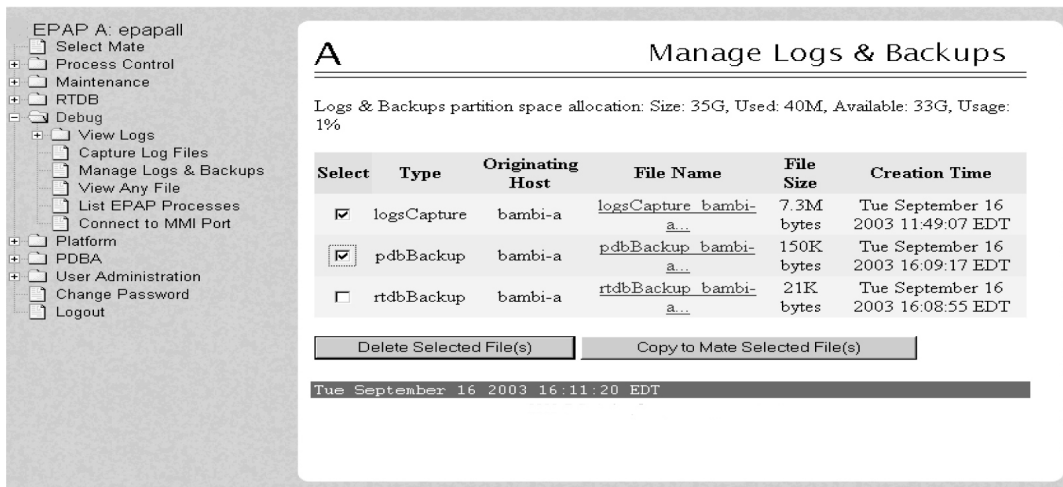 EPAP A: epapall
Select Mate
Process Control
Maintenance
RTDB
Debug
View Logs
Capture Log Files
Manage Logs & Backups
View Any File
List EPAP Processes
Connect to MMI Port
Platform
PDBA
User Administration
Change Password
Logout
A
Manage Logs & Backups
Logs & Backups partition space allocation: Size: 35G, Used: 40M, Available: 33G, Usage:
1%
Select Type Originating Host File Name File Size Creation Time
logsCapture bambi-a logsCapture_bambi-a... 7.3M bytes Tue September 16 2003 11:49:07 EDT
pdbBackup bambi-a pdbBackup_bambi-a... 150K bytes Tue September 16 2003 16:09:17 EDT
rtdbBackup bambi-a rtdbBackup_bambi-a... 21K bytes Tue September 16 2003 16:08:55 EDT
Delete Selected File(s) Copy to Mate Selected File(s)
Tue September 16 2003 16:11:20 EDT